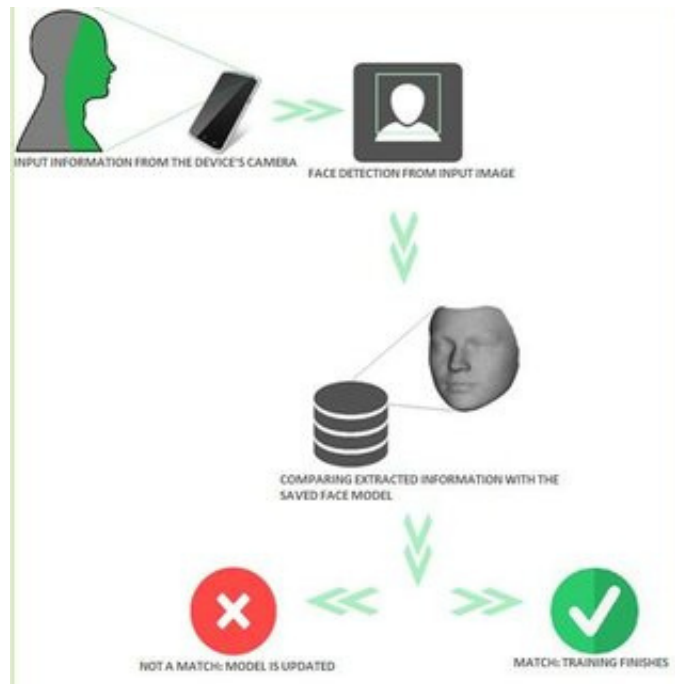 INPUT INFORMATION FROM THE DEVICE'S CAMERA
FACE DETECTION FROM INPUT IMAGE
COMPARING EXTRACTED INFORMATION WITH THE
SAVED FACE MODEL
NOT A MATCH: MODEL IS UPDATED
MATCH: TRAINING FINISHES